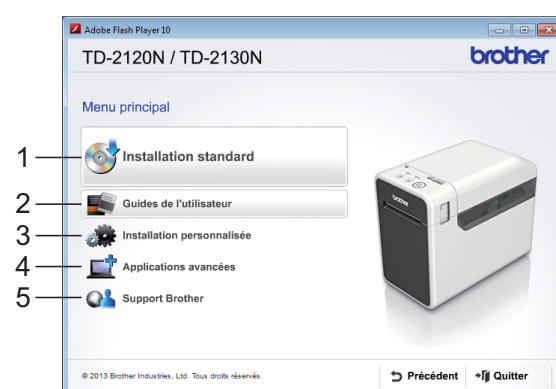 Adobe Flash Player 10
TD-2120N / TD-2130N
brother
Menu principal
1
Installation standard
2
Guides de l'utilisateur
3
Installation personnalisée
4
Applications avancées
5
Support Brother
brother
© 2013 Brother Industries, Ltd. Tous droits réservés.
Précédent
Quitter